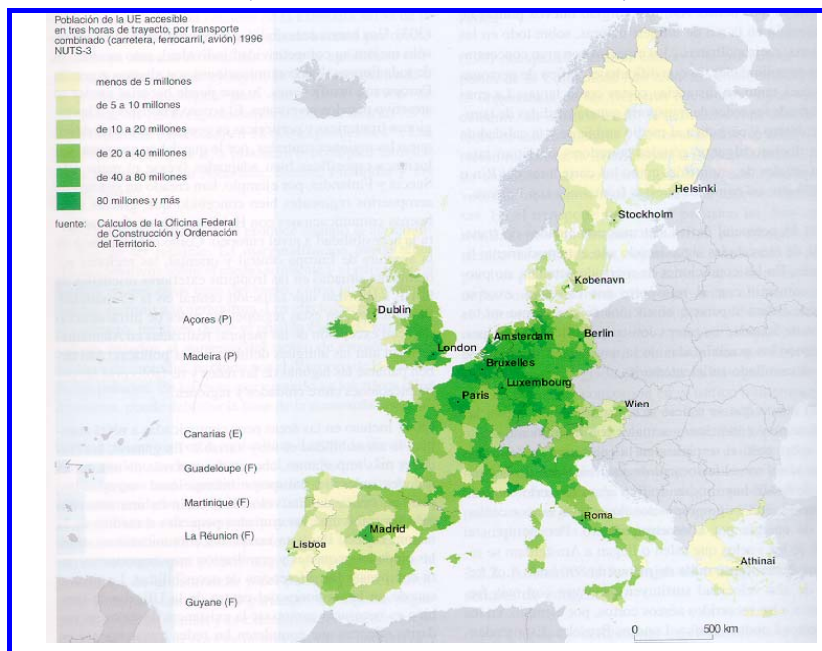 Población de la UE accesible
en tres horas de trayecto, por transporte
combinado (carretera, ferrocarril, avión) 1996
NUTS-3
menos de 5 millones
de 5 a 10 millones
de 10 a 20 millones
de 20 a 40 millones
de 40 a 80 millones
80 millones y más
fuente: Cálculos de la Oficina Federal
de Construcción y Ordenación
del Territorio.
Helsinki
Stockholm
København
Dublin
Açores (P)
Berlin
Amsterdam
London
Madeira (P)
Bruxelles
Luxembourg
Paris
Wien
Canarias (E)
Guadeloupe (F)
Martinique (F)
Roma
Madrid
La Réunion (F)
Lisboa
Athinai
Guyane (F)
0 500 km